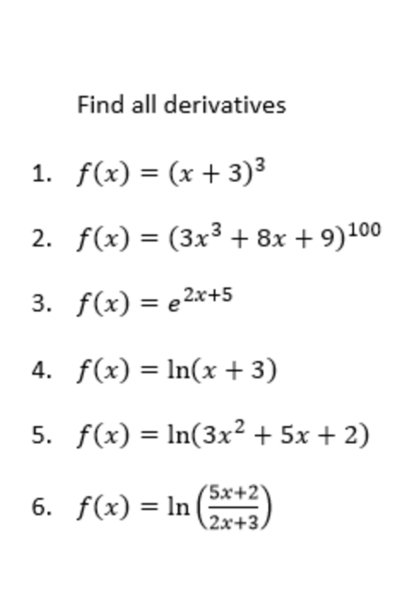 Find all derivatives
1. f(x) = (x + 3)³
2. f(x) = (3x³ + 8x + 9)¹⁰⁰
3. f(x) = e²ˣ⁺⁵
4. f(x) = ln(x + 3)
5. f(x) = ln(3x² + 5x + 2)
6. f(x) = ln((5x+2)/(2x+3))